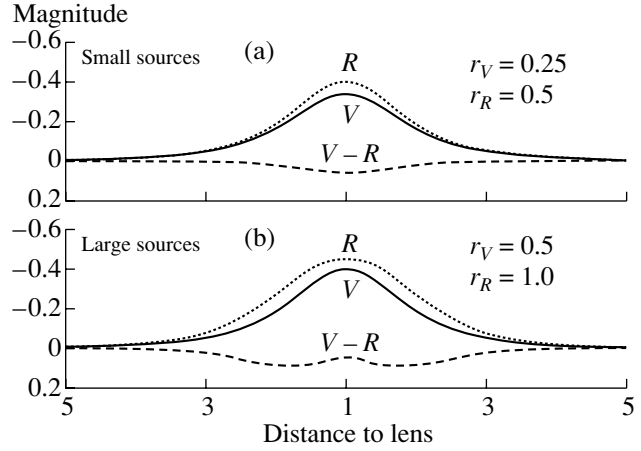 Magnitude
–0.6
Small sources
(a)
R
r_V = 0.25
–0.4
r_R = 0.5
–0.2
V
0
V – R
0.2
–0.6
Large sources
(b)
R
r_V = 0.5
–0.4
r_R = 1.0
V
–0.2
0
V – R
0.2
5 3 1 3 5
Distance to lens